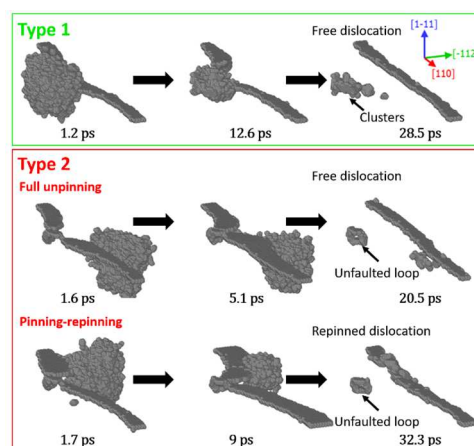 Type 1
Free dislocation
[1-11]
[-112]
[110]
Clusters
1.2 ps
12.6 ps
28.5 ps
Type 2
Full unpinning
Free dislocation
Unfaulted loop
1.6 ps
5.1 ps
20.5 ps
Pinning-repinning
Repinned dislocation
Unfaulted loop
1.7 ps
9 ps
32.3 ps